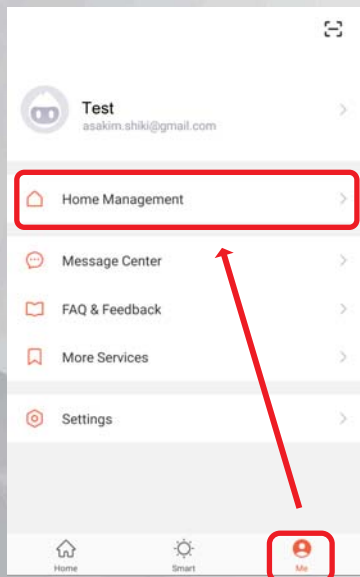 Test
asakim.shiki@gmail.com
Home Management
Message Center
FAQ & Feedback
More Services
Settings
Home
Smart
Me